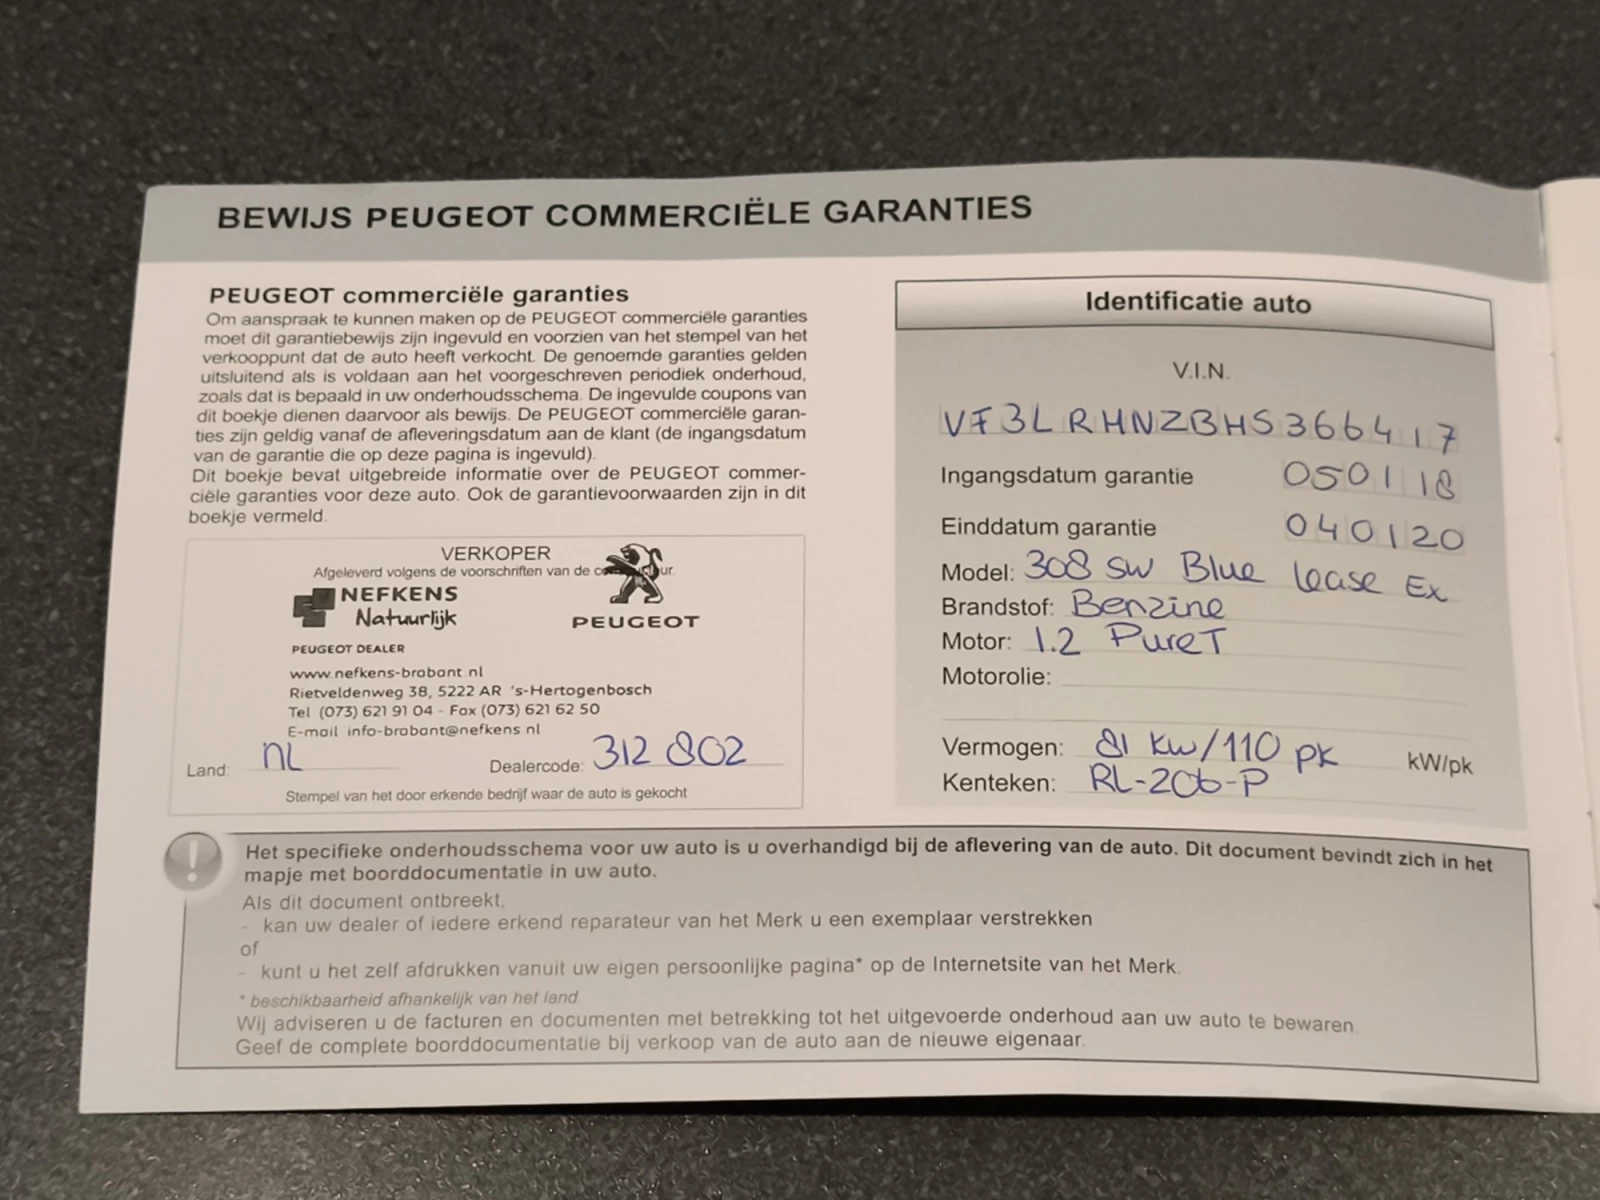 BEWIJS PEUGEOT COMMERCIËLE GARANTIES
PEUGEOT commerciële garanties
Om aanspraak te kunnen maken op de PEUGEOT commerciële garanties
moet dit garantiebewijs zijn ingevuld en voorzien van het stempel van het
verkooppunt dat de auto heeft verkocht. De genoemde garanties gelden
uitsluitend als is voldaan aan het voorgeschreven periodiek onderhoud,
zoals dat is bepaald in uw onderhoudsschema. De ingevulde coupons van
dit boekje dienen daarvoor als bewijs. De PEUGEOT commerciële garan-
ties zijn geldig vanaf de afleveringsdatum aan de klant (de ingangsdatum
van de garantie die op deze pagina is ingevuld).
Dit boekje bevat uitgebreide informatie over de PEUGEOT commer-
ciële garanties voor deze auto. Ook de garantievoorwaarden zijn in dit
boekje vermeld.
VERKOPER
Afgeleverd volgens de voorschriften van de
NEFKENS
Natuurlijk
PEUGEOT
PEUGEOT DEALER
www.nefkens-brabant.nl
Rietveldenweg 38, 5222 AR 's-Hertogenbosch
Tel (073) 621 91 04 - Fax (073) 621 62 50
E-mail info-brabant@nefkens.nl
Land: NL Dealercode: 312 802
Stempel van het door erkende bedrijf waar de auto is gekocht
Identificatie auto
V.I.N.
VF3LRHNZBHS366417
Ingangsdatum garantie 050118
Einddatum garantie 040120
Model: 308 SW Blue Lease Ex
Brandstof: Benzine
Motor: 1.2 PureT
Motorolie:
Vermogen: 81 kW/110 PK kW/pk
Kenteken: RL-206-P
Het specifieke onderhoudsschema voor uw auto is u overhandigd bij de aflevering van de auto. Dit document bevindt zich in het
mapje met boorddocumentatie in uw auto.
Als dit document ontbreekt,
- kan uw dealer of iedere erkend reparateur van het Merk u een exemplaar verstrekken
of
- kunt u het zelf afdrukken vanuit uw eigen persoonlijke pagina* op de Internetsite van het Merk.
* beschikbaarheid afhankelijk van het land.
Wij adviseren u de facturen en documenten met betrekking tot het uitgevoerde onderhoud aan uw auto te bewaren.
Geef de complete boorddocumentatie bij verkoop van de auto aan de nieuwe eigenaar.